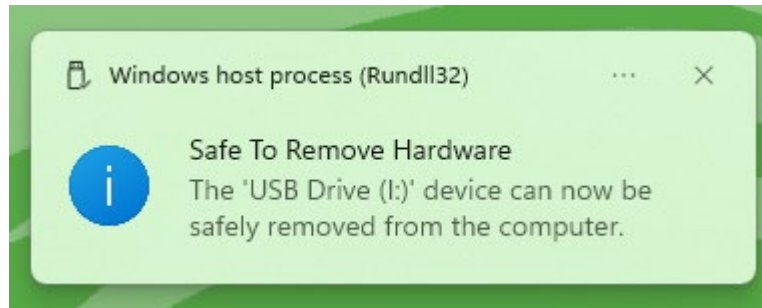 Windows host process (Rundll32)
Safe To Remove Hardware
The 'USB Drive (I:)' device can now be
safely removed from the computer.